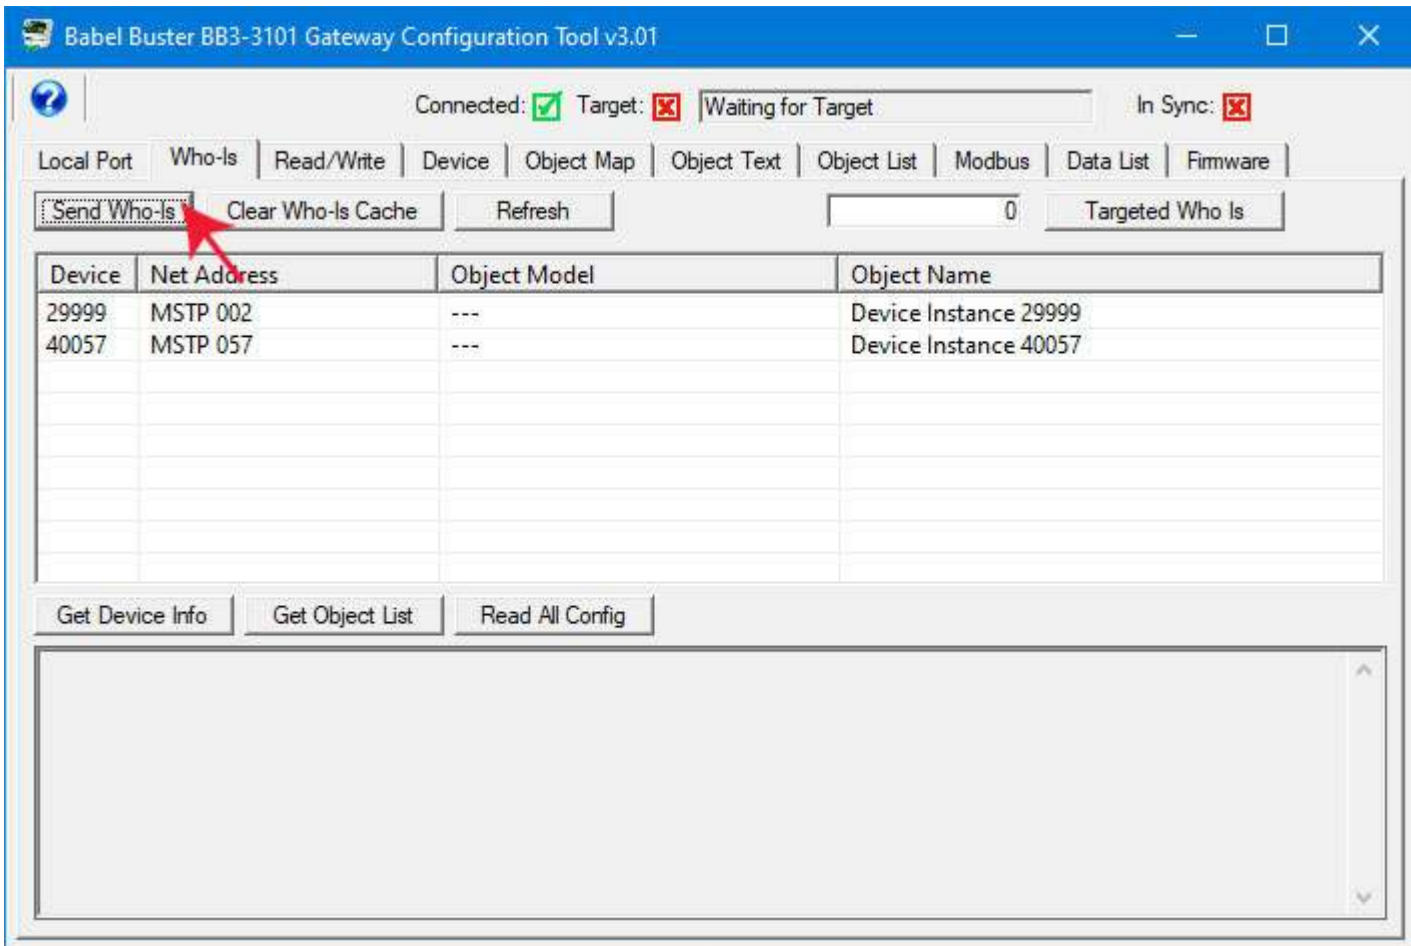 Babel Buster BB3-3101 Gateway Configuration Tool v3.01
Connected: Target: Waiting for Target In Sync:
Local Port Who-Is Read/Write Device Object Map Object Text Object List Modbus Data List Firmware
Send Who-Is Clear Who-Is Cache Refresh 0 Targeted Who Is
Device Net Address Object Model Object Name
29999 MSTP 002 --- Device Instance 29999
40057 MSTP 057 --- Device Instance 40057
Get Device Info Get Object List Read All Config